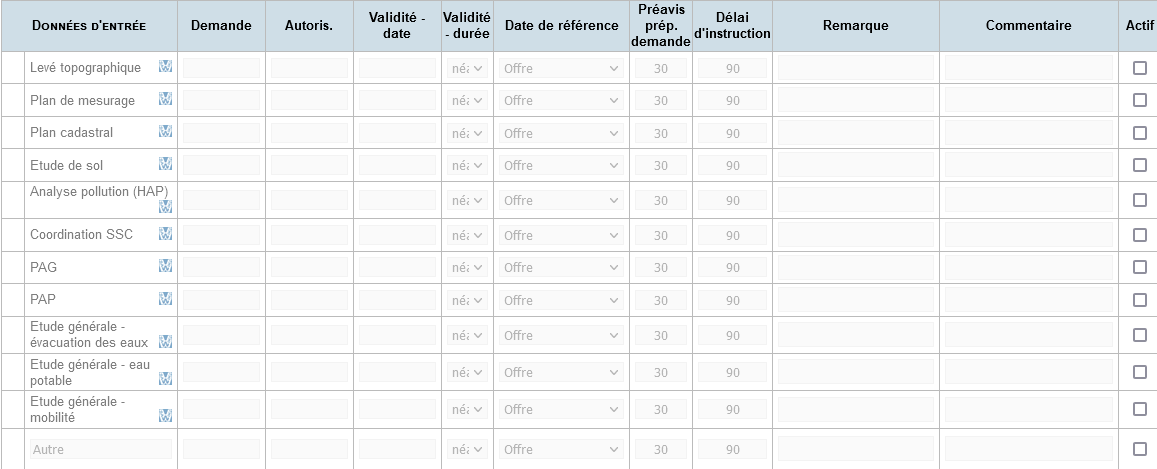 Données d'entrée Demande Autoris. Validité - date Validité - durée Date de référence Préavis prép. demande Délai d'instruction Remarque Commentaire Actif
Levé topographique néa Offre 30 90
Plan de mesurage néa Offre 30 90
Plan cadastral néa Offre 30 90
Etude de sol néa Offre 30 90
Analyse pollution (HAP) néa Offre 30 90
Coordination SSC néa Offre 30 90
PAG néa Offre 30 90
PAP néa Offre 30 90
Etude générale -
évacuation des eaux néa Offre 30 90
Etude générale - eau
potable néa Offre 30 90
Etude générale -
mobilité néa Offre 30 90
Autre néa Offre 30 90